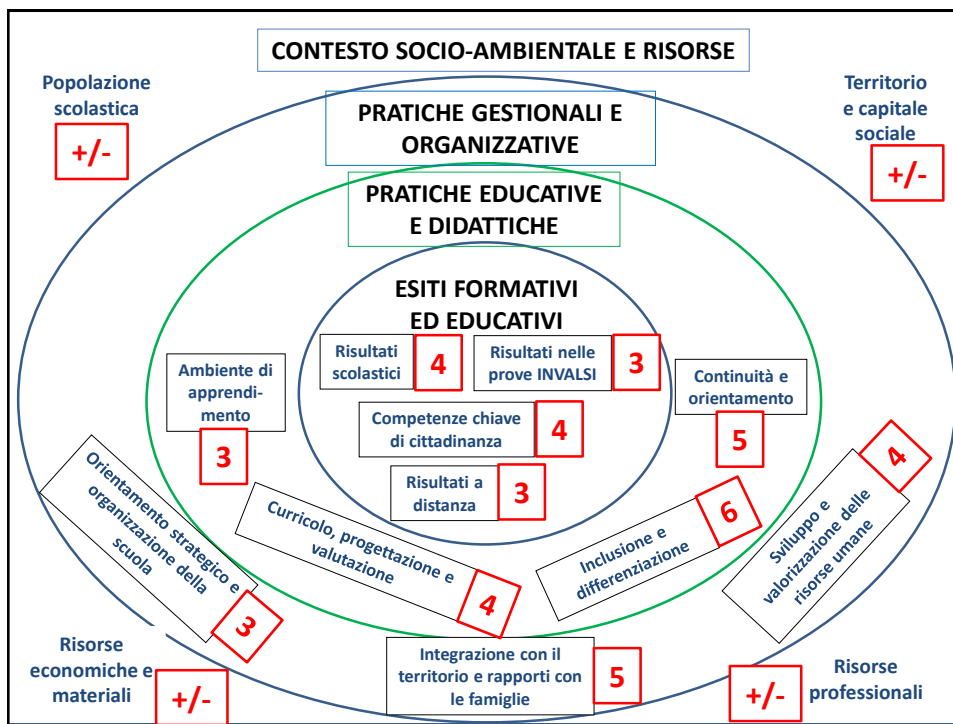 CONTESTO SOCIO-AMBIENTALE E RISORSE
Popolazione
scolastica
+/-
Territorio
e capitale
sociale
+/-
PRATICHE GESTIONALI E
ORGANIZZATIVE
PRATICHE EDUCATIVE
E DIDATTICHE
ESITI FORMATIVI
ED EDUCATIVI
Risultati
scolastici
4
Risultati nelle
prove INVALSI
3
Competenze chiave
di cittadinanza
4
Risultati a
distanza
3
Ambiente di
apprendi-
mento
3
Continuità e
orientamento
5
Orientamento strategico e
organizzazione della
scuola
3
Curricolo, progettazione e
valutazione
4
Inclusione e
differenziazione
6
Sviluppo e
valorizzazione delle
risorse umane
4
Integrazione con il
territorio e rapporti con
le famiglie
5
Risorse
economiche e
materiali
+/-
+/-
Risorse
professionali